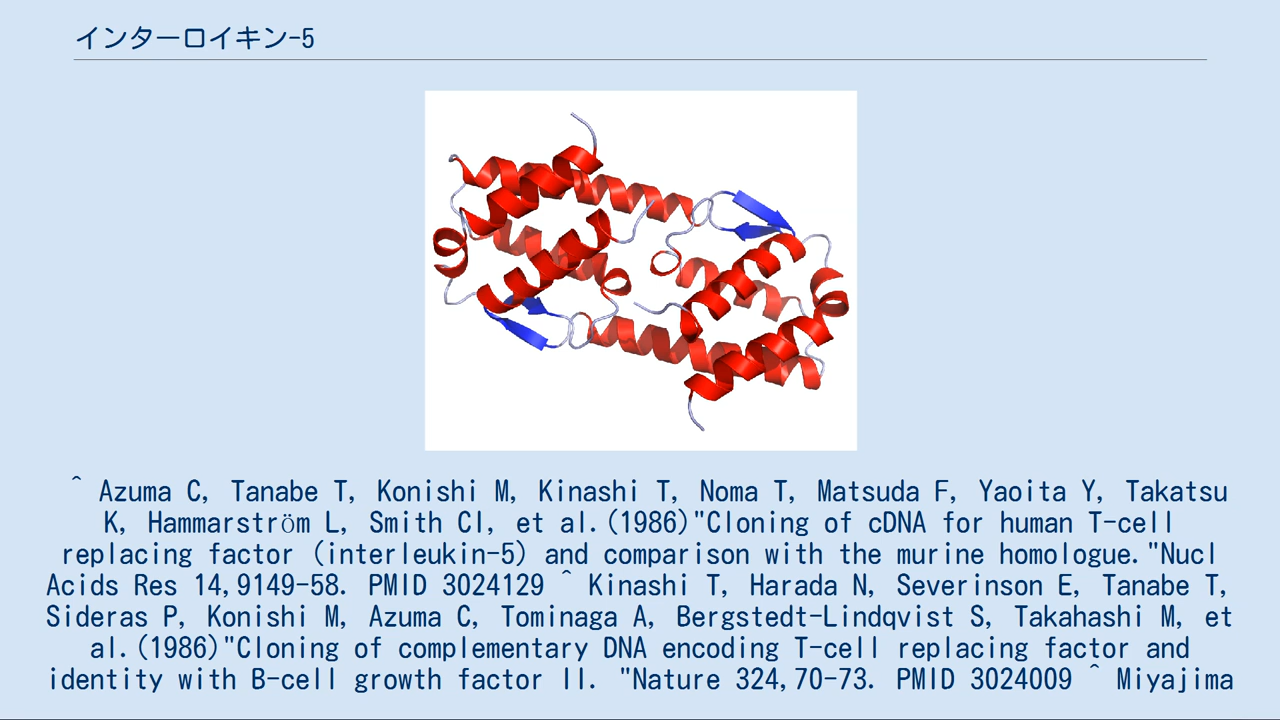 インターロイキン-5
^ Azuma C, Tanabe T, Konishi M, Kinashi T, Noma T, Matsuda F, Yaoita Y, Takatsu
K, Hammarström L, Smith CI, et al.(1986)"Cloning of cDNA for human T-cell
replacing factor (interleukin-5) and comparison with the murine homologue."Nucl
Acids Res 14,9149-58. PMID 3024129 ^ Kinashi T, Harada N, Severinson E, Tanabe T,
Sideras P, Konishi M, Azuma C, Tominaga A, Bergstedt-Lindqvist S, Takahashi M, et
al.(1986)"Cloning of complementary DNA encoding T-cell replacing factor and
identity with B-cell growth factor II. "Nature 324,70-73. PMID 3024009 ^ Miyajima